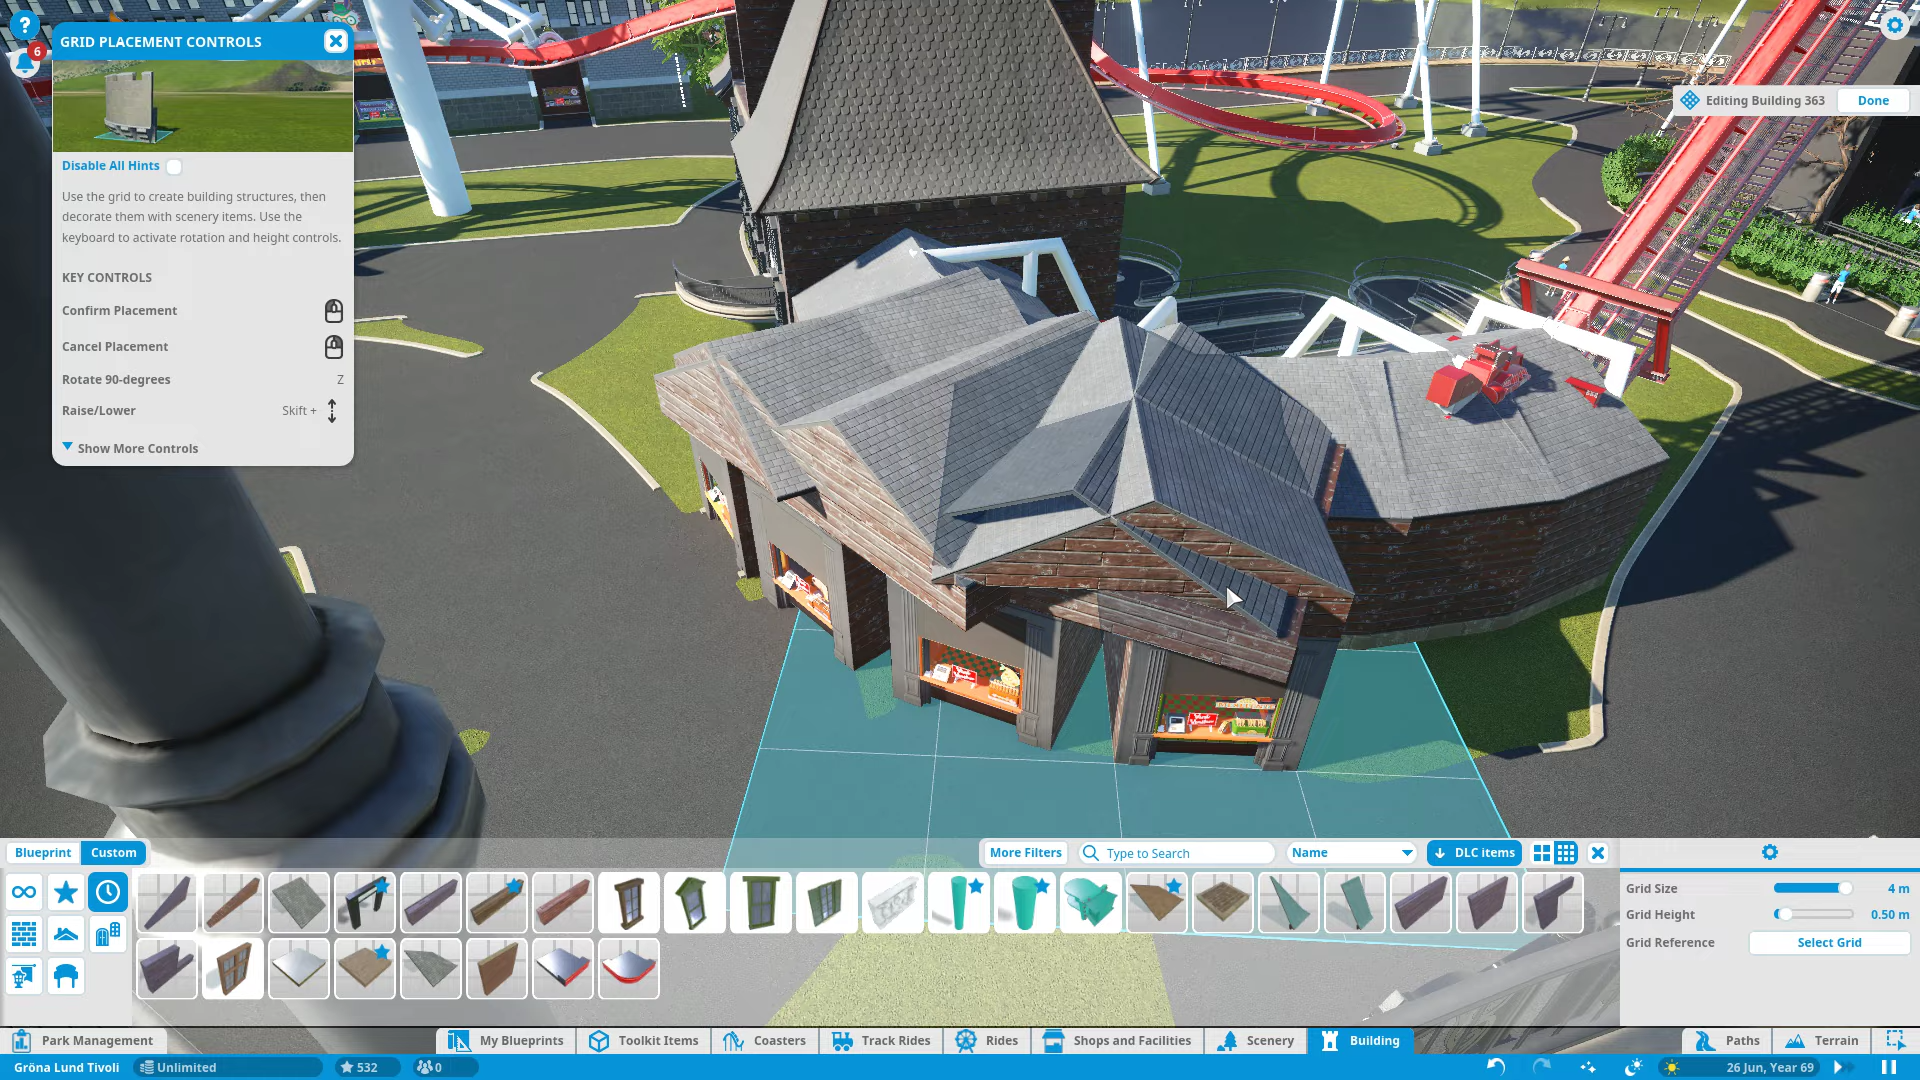 ?
GRID PLACEMENT CONTROLS
6
Disable All Hints
Use the grid to create building structures, then
decorate them with scenery items. Use the
keyboard to activate rotation and height controls.
KEY CONTROLS
Confirm Placement
Cancel Placement
Rotate 90-degrees Z
Raise/Lower Skift +
Show More Controls
Editing Building 363 Done
Blueprint Custom
More Filters Type to Search Name DLC items
Grid Size 4 m
Grid Height 0.50 m
Grid Reference Select Grid
Park Management My Blueprints Toolkit Items Coasters Track Rides Rides Shops and Facilities Scenery Building Paths Terrain
Gröna Lund Tivoli Unlimited 532 0 26 Jun, Year 69